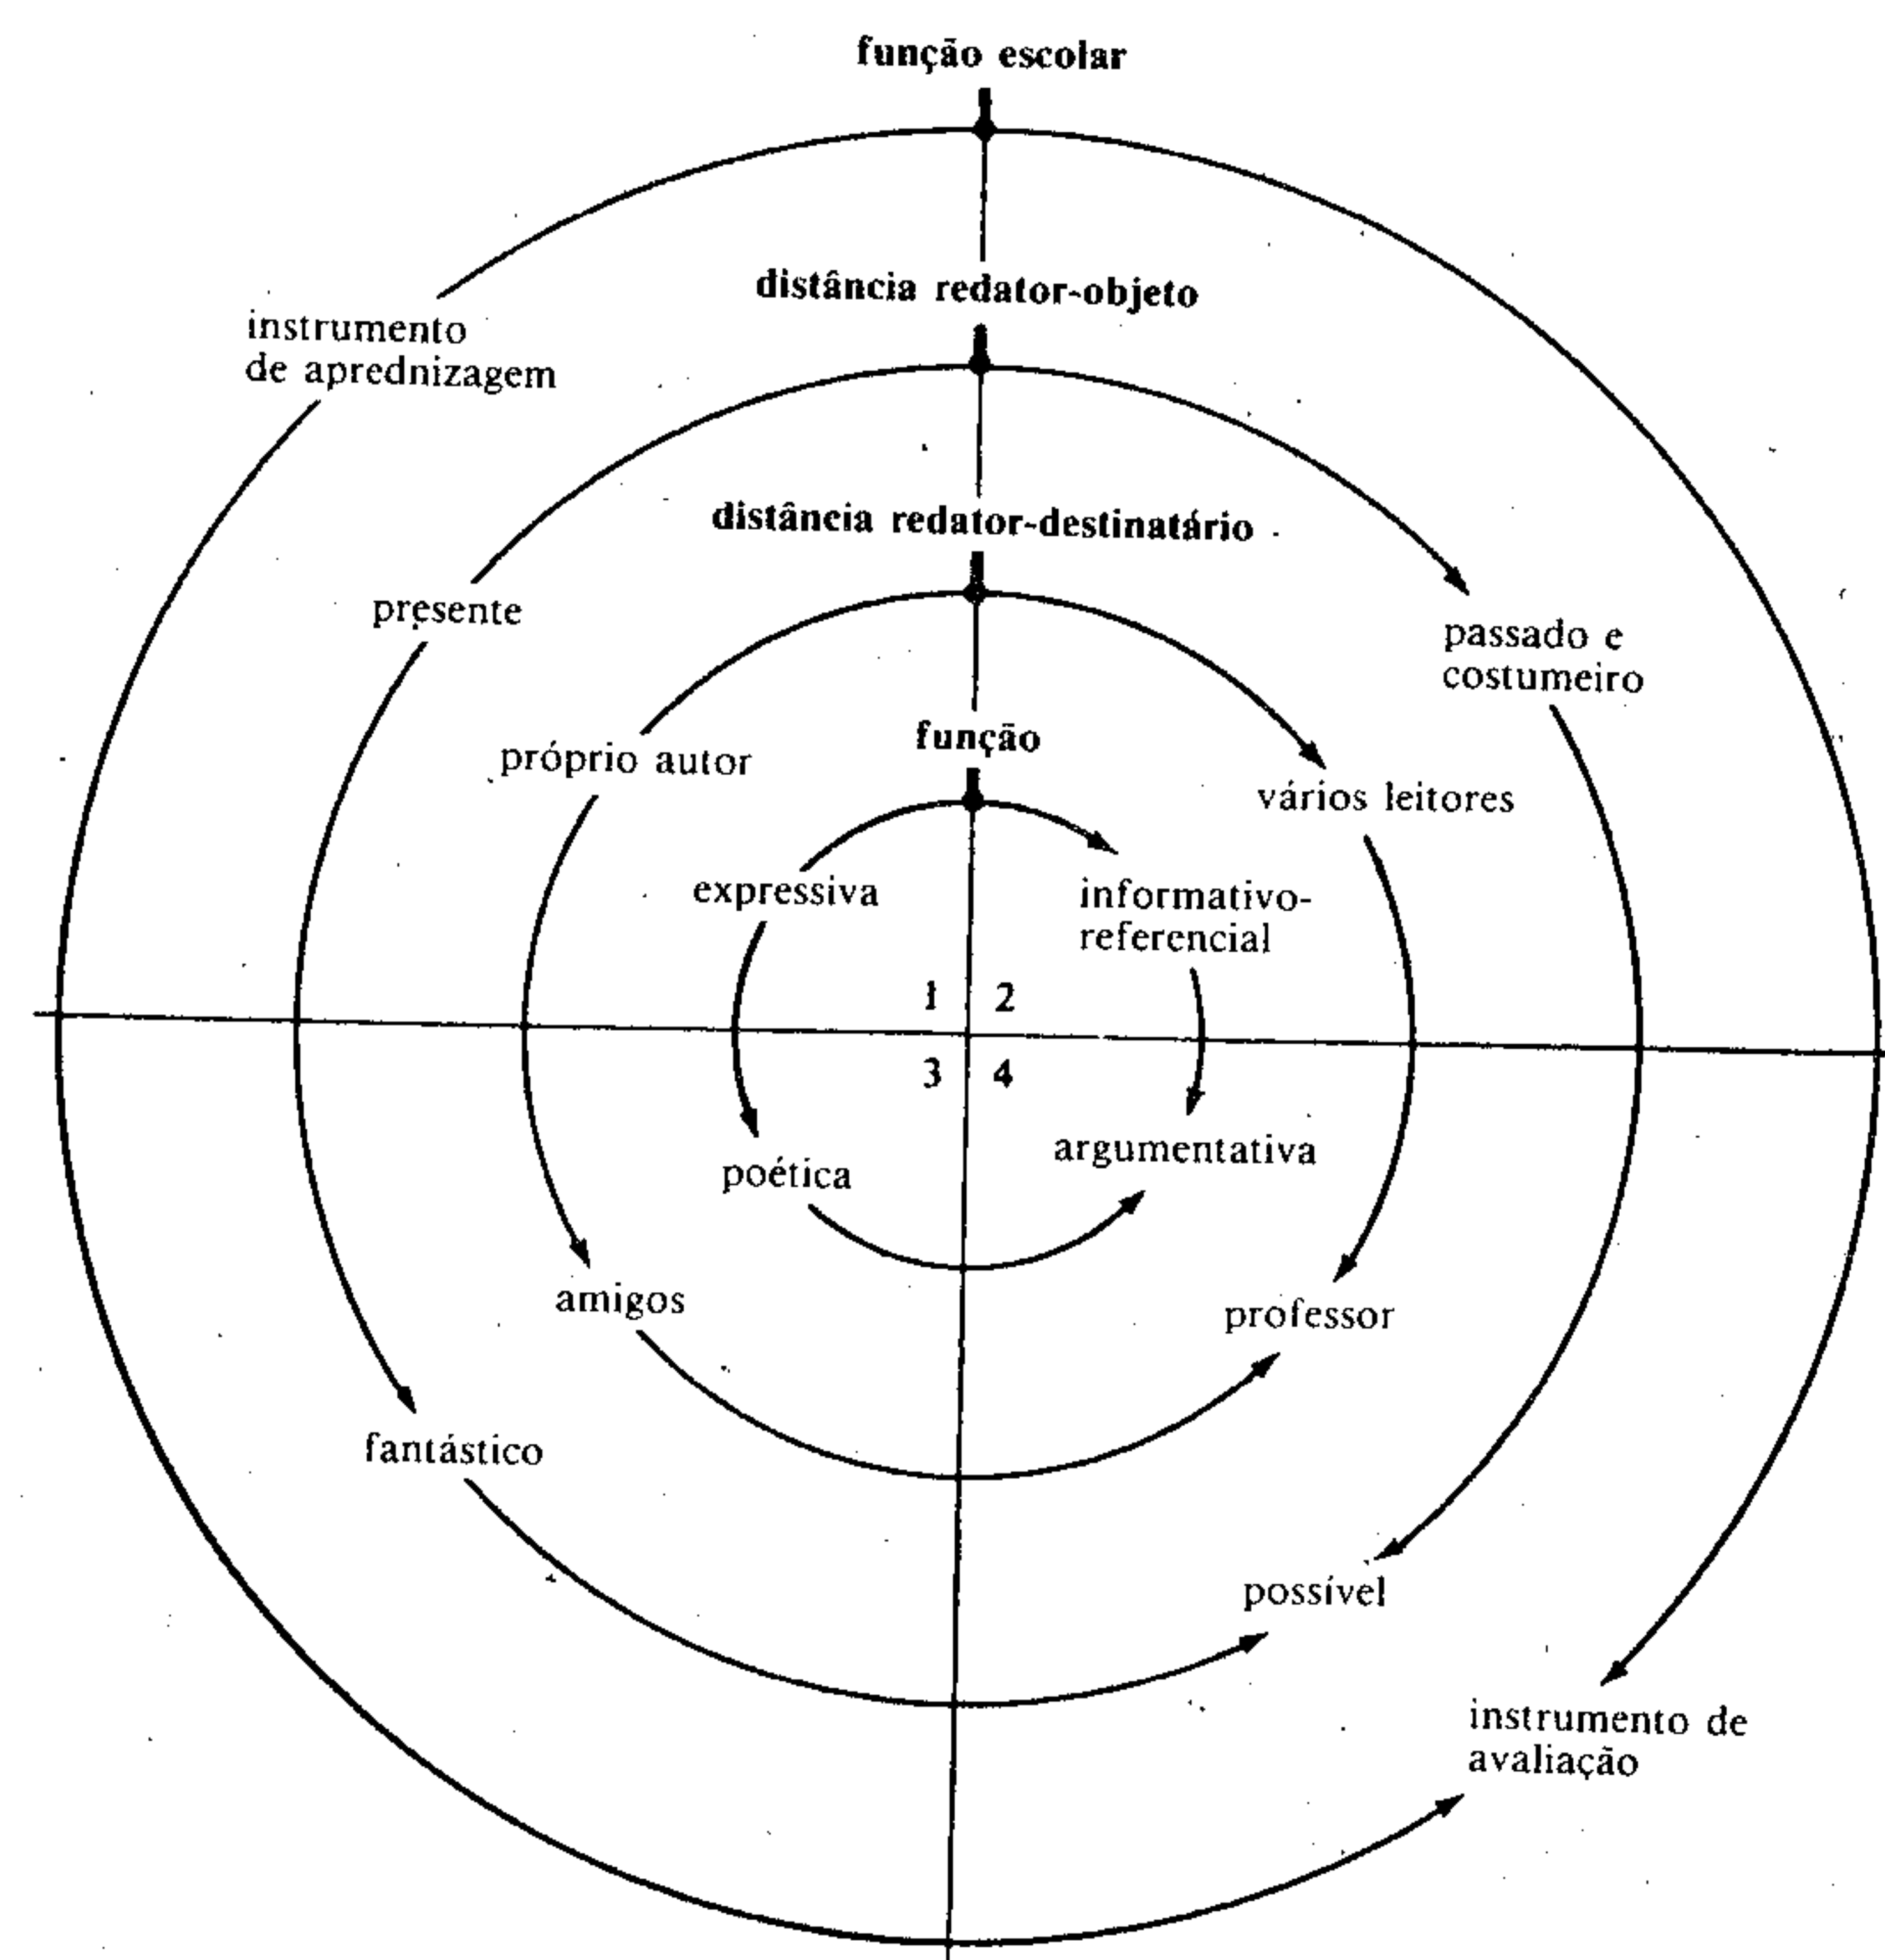 função escolar
distância redator-objeto
instrumento
de aprednizagem
distância redator-destinatário
presente
passado e
costumeiro
função
próprio autor
vários leitores
expressiva
informativo-
referencial
1 2
3 4
argumentativa
poética
amigos
professor
fantástico
possível
instrumento de
avaliação